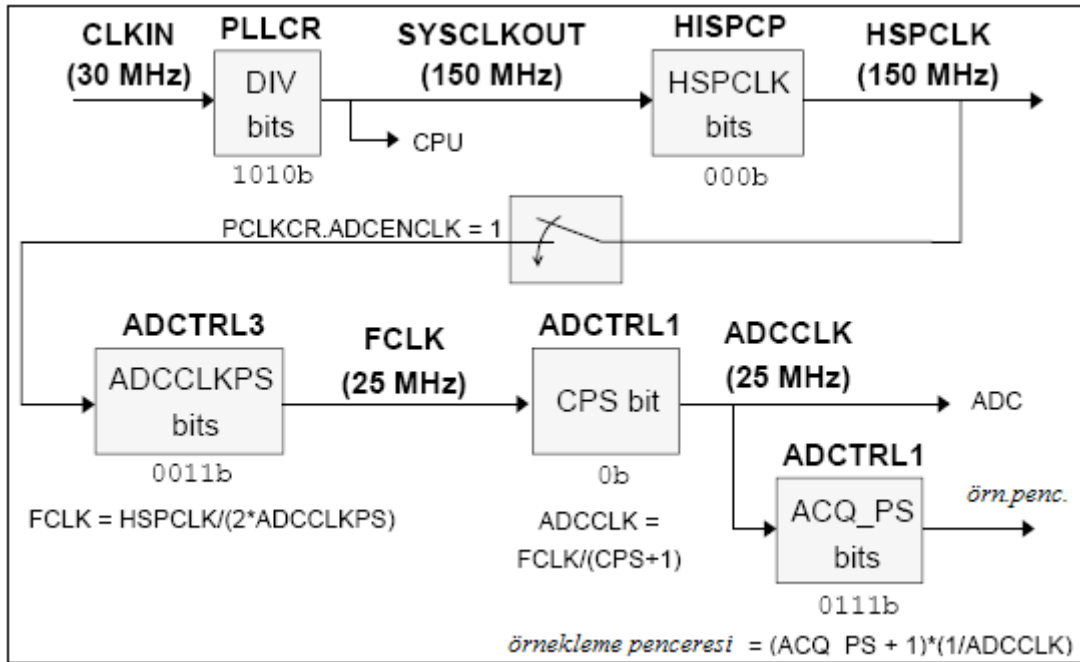 CLKIN PLLCR SYSCLKOUT HISPCP HSPCLK
(30 MHz) (150 MHz) (150 MHz)
DIV
bits
HSPCLK
bits
CPU
1010b
000b
PCLKCR.ADCENCLK = 1
ADCTRL3 FCLK ADCTRL1 ADCCLK
(25 MHz) (25 MHz)
ADCCLKPS
bits
CPS bit
ADC
0011b
0b
ADCTRL1
FCLK = HSPCLK/(2*ADCCLKPS)
ADCCLK =
FCLK/(CPS+1)
ACQ_PS
bits
örn.penc.
0111b
örnekleme penceresi = (ACQ_PS + 1)*(1/ADCCLK)